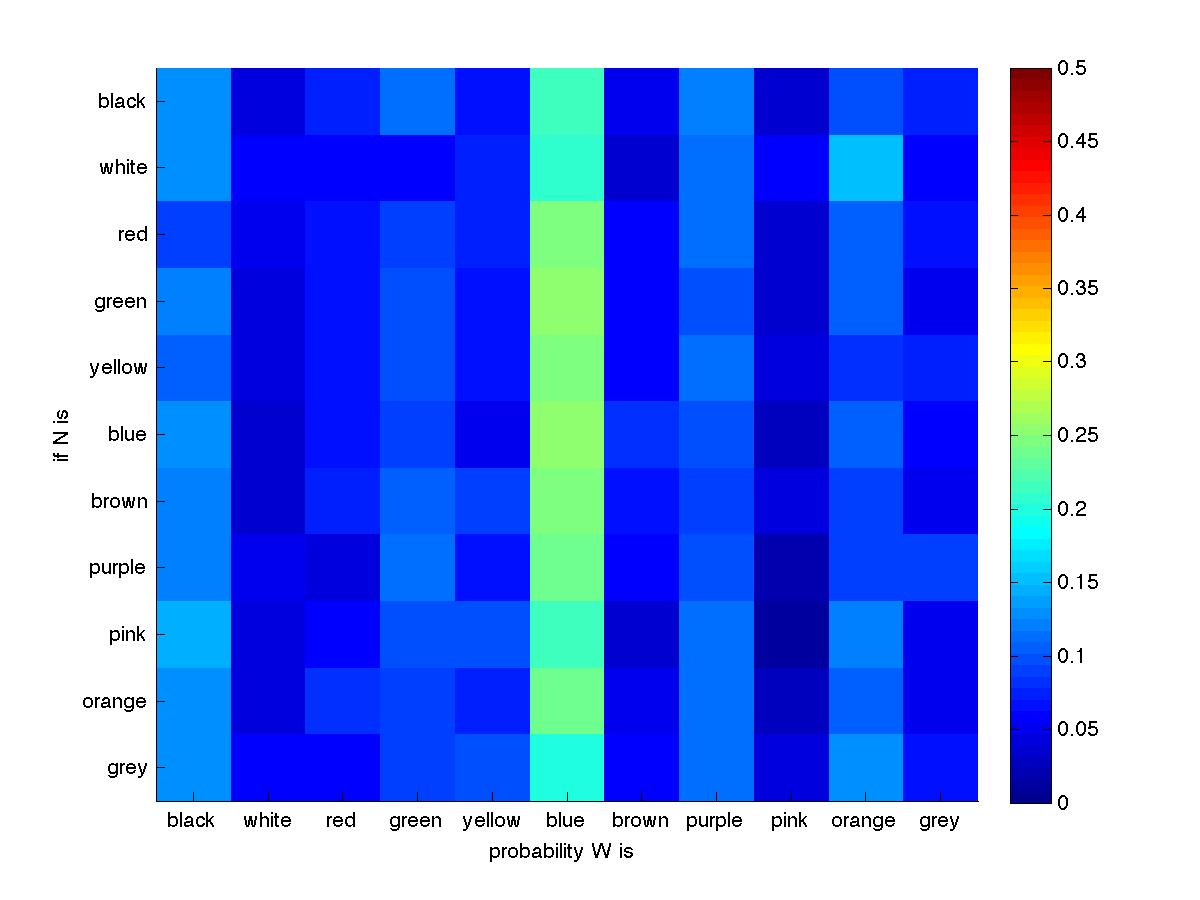 black
white
red
green
yellow
blue
brown
purple
pink
orange
grey
if N is
black white red green yellow blue brown purple pink orange grey
probability W is
0.5
0.45
0.4
0.35
0.3
0.25
0.2
0.15
0.1
0.05
0